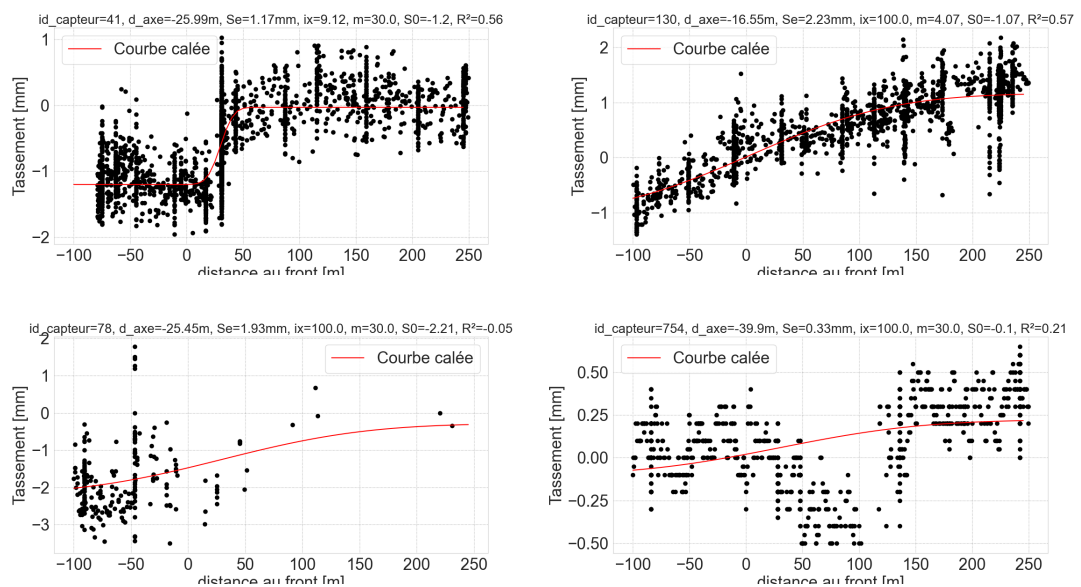 id_capteur=41, d_axe=-25.99m, Se=1.17mm, ix=9.12, m=30.0, S0=-1.2, R²=0.56
1
0
−1
−2
Tassement [mm]
Courbe calée
−100 −50 0 50 100 150 200 250
distance au front [m]
id_capteur=130, d_axe=-16.55m, Se=2.23mm, ix=100.0, m=4.07, S0=-1.07, R²=0.57
2
1
0
−1
Tassement [mm]
Courbe calée
−100 −50 0 50 100 150 200 250
distance au front [m]
id_capteur=78, d_axe=-25.45m, Se=1.93mm, ix=100.0, m=30.0, S0=-2.21, R²=-0.05
2
1
0
−1
−2
−3
Tassement [mm]
Courbe calée
−100 −50 0 50 100 150 200 250
distance au front [m]
id_capteur=754, d_axe=-39.9m, Se=0.33mm, ix=100.0, m=30.0, S0=-0.1, R²=0.21
0.50
0.25
0.00
−0.25
−0.50
Tassement [mm]
Courbe calée
−100 −50 0 50 100 150 200 250
distance au front [m]